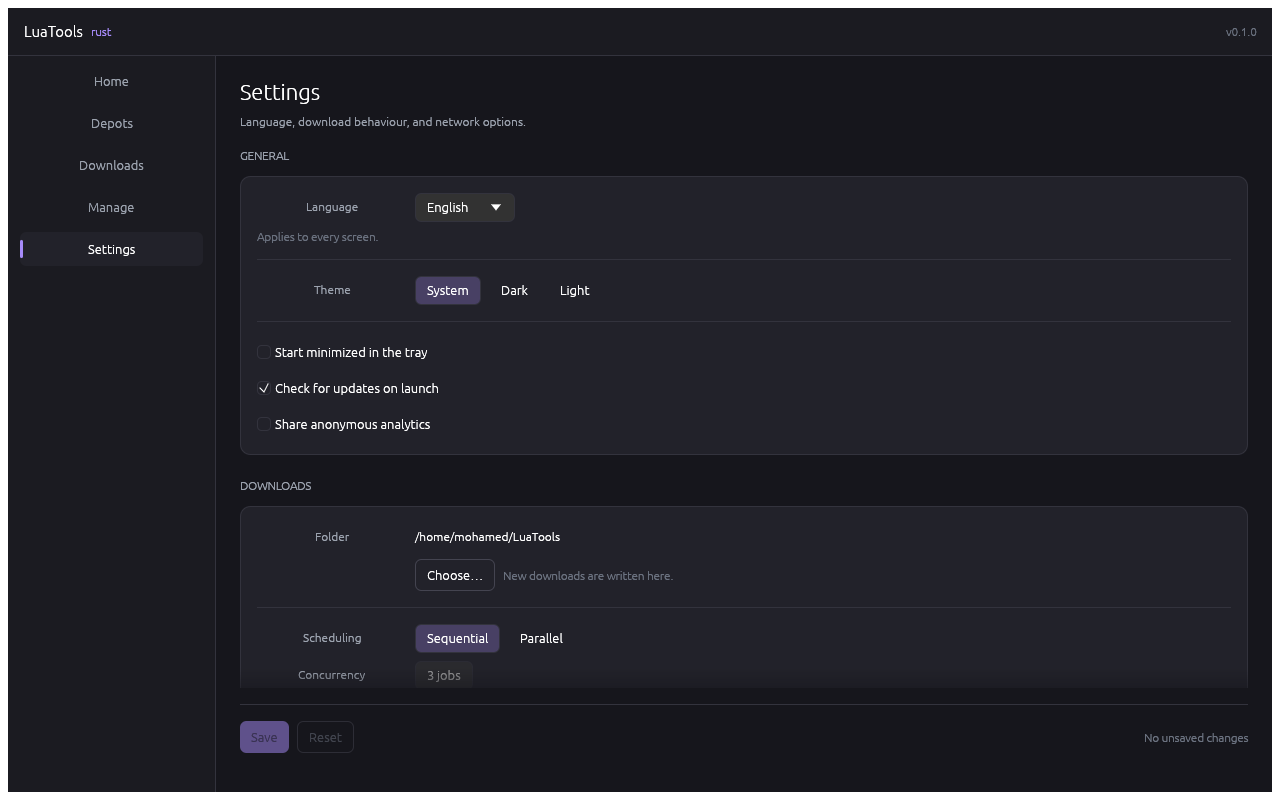 LuaTools rust
v0.1.0
Home
Depots
Downloads
Manage
Settings
Settings
Language, download behaviour, and network options.
GENERAL
Language
English
Applies to every screen.
Theme
System Dark Light
Start minimized in the tray
Check for updates on launch
Share anonymous analytics
DOWNLOADS
Folder
/home/mohamed/LuaTools
Choose... New downloads are written here.
Scheduling
Sequential Parallel
Concurrency
3 jobs
Save Reset
No unsaved changes